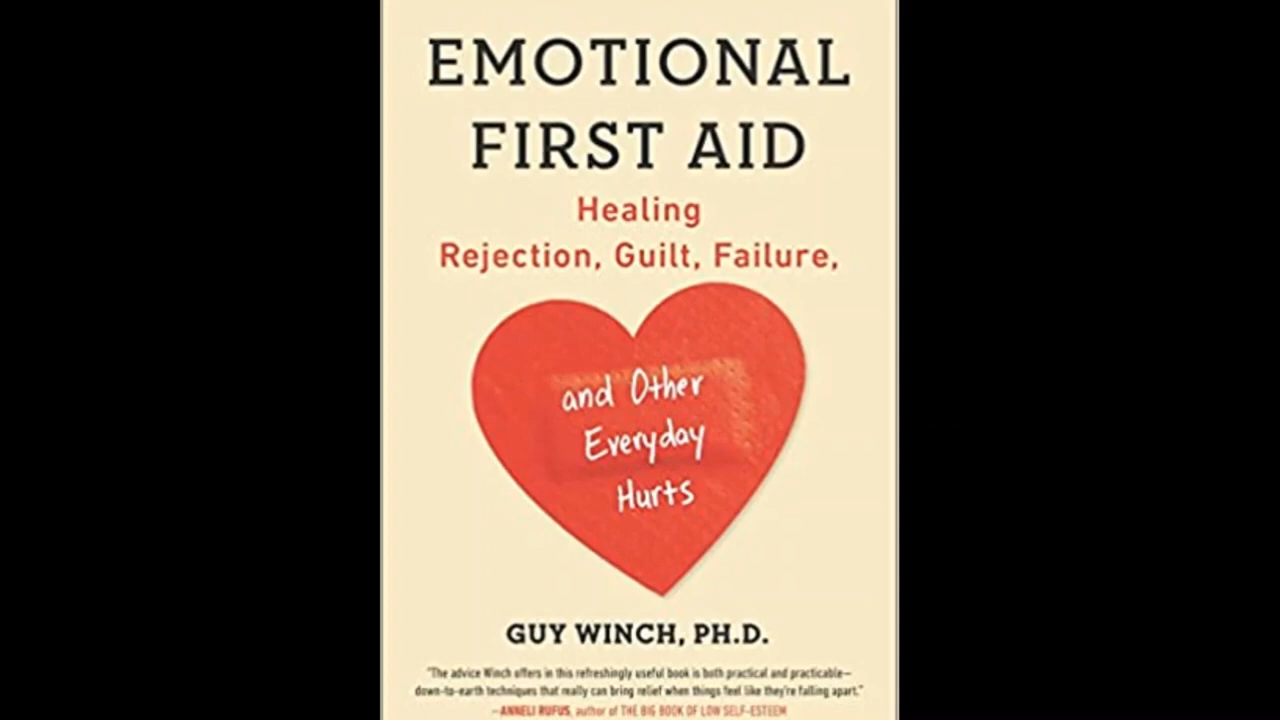 EMOTIONAL
FIRST AID
Healing
Rejection, Guilt, Failure,
and Other
Everyday
Hurts
GUY WINCH, PH.D.
"The advice Winch offers in this refreshingly useful book is both practical and practicable—
down-to-earth techniques that really can bring relief when things feel like they're falling apart."
—ANNELI RUFUS, author of THE BIG BOOK OF LOW SELF-ESTEEM